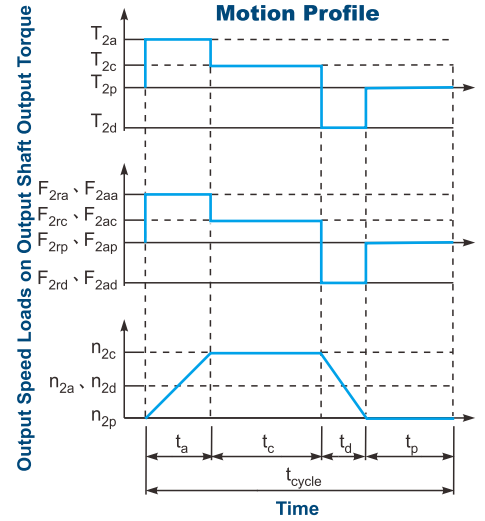 Motion Profile
Output Speed Loads on Output Shaft Output Torque
T2a
T2c
T2p
T2d
F2ra、F2aa
F2rc、F2ac
F2rp、F2ap
F2rd、F2ad
n2c
n2a、n2d
n2p
ta tc td tp
tcycle
Time